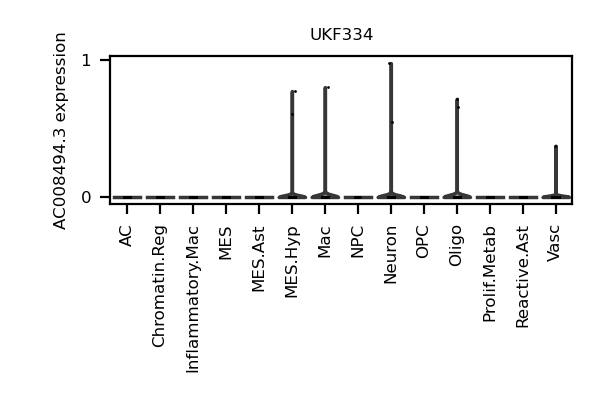 UKF334
AC008494.3 expression
1
0
AC
Chromatin.Reg
Inflammatory.Mac
MES
MES.Ast
MES.Hyp
Mac
NPC
Neuron
OPC
Oligo
Prolif.Metab
Reactive.Ast
Vasc